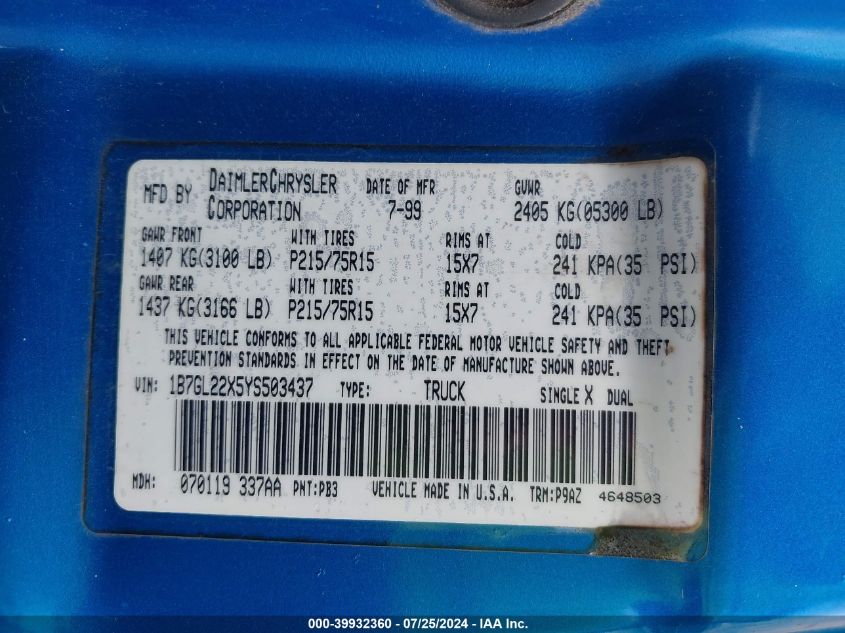 MFD BY DAIMLERCHRYSLER CORPORATION DATE OF MFR 7-99 GVWR 2405 KG(05300 LB)
GAWR FRONT WITH TIRES RIMS AT COLD
1407 KG(3100 LB) P215/75R15 15X7 241 KPA(35 PSI)
GAWR REAR WITH TIRES RIMS AT COLD
1437 KG(3166 LB) P215/75R15 15X7 241 KPA(35 PSI)
THIS VEHICLE CONFORMS TO ALL APPLICABLE FEDERAL MOTOR VEHICLE SAFETY AND THEFT
PREVENTION STANDARDS IN EFFECT ON THE DATE OF MANUFACTURE SHOWN ABOVE.
VIN: 1B7GL22X5YS503437 TYPE: TRUCK SINGLE X DUAL
MDH: 070119 337AA PNT:PB3 VEHICLE MADE IN U.S.A. TRM:P9AZ 4648503
000-39932360 - 07/25/2024 - IAA Inc.